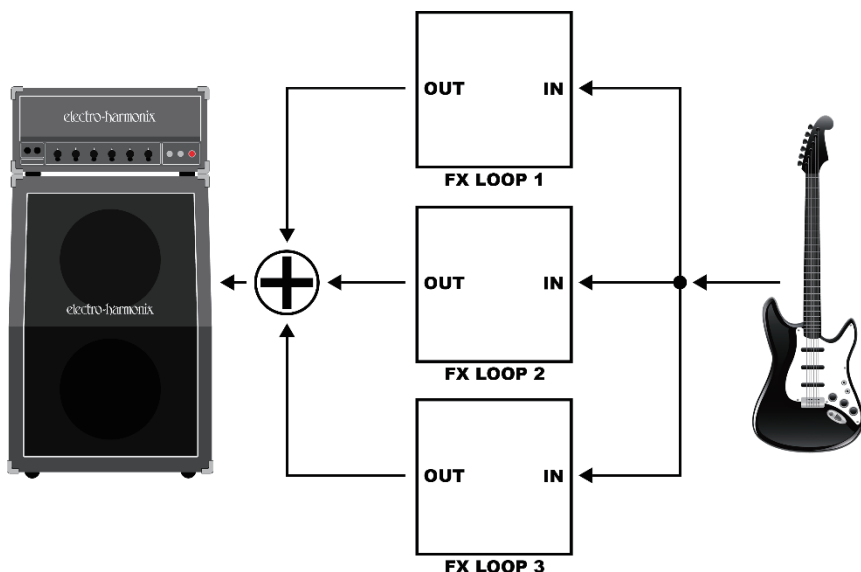 electro-harmonix
electro-harmonix
OUT IN
FX LOOP 1
OUT IN
FX LOOP 2
OUT IN
FX LOOP 3